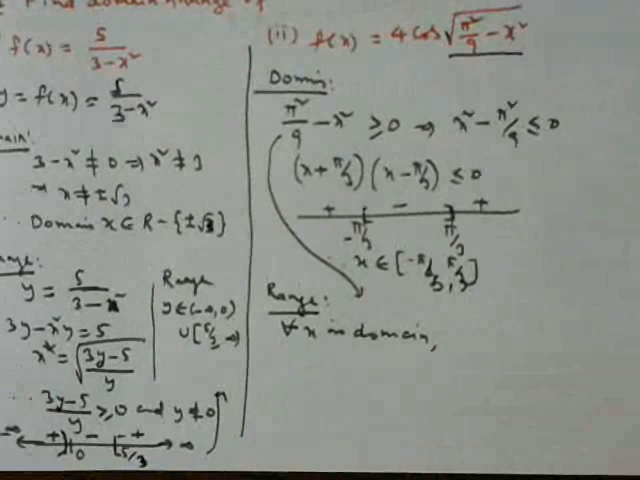 Find domain & range of
f(x) = 5/(3-x²)
y = f(x) = 5/(3-x²)
3-x² ≠ 0 ⇒ x² ≠ 3
⇒ x ≠ ±√3
∴ Domain x ∈ R - {±√3}
Range:
y = 5/(3-x²)
3y - x²y = 5
x = √((3y-5)/y)
(3y-5)/y ≥ 0 and y ≠ 0
-∞ + 0 - 5/3 + ∞
Range
y ∈ (-∞, 0)
∪ [5/3, ∞)
(ii) f(x) = 4 cos √(π²/9 - x²)
Domain:
π²/9 - x² ≥ 0 ⇒ x² - π²/9 ≤ 0
(x + π/3)(x - π/3) ≤ 0
+ - +
-π/3 π/3
x ∈ [-π/3, π/3]
Range:
∀ x in domain,